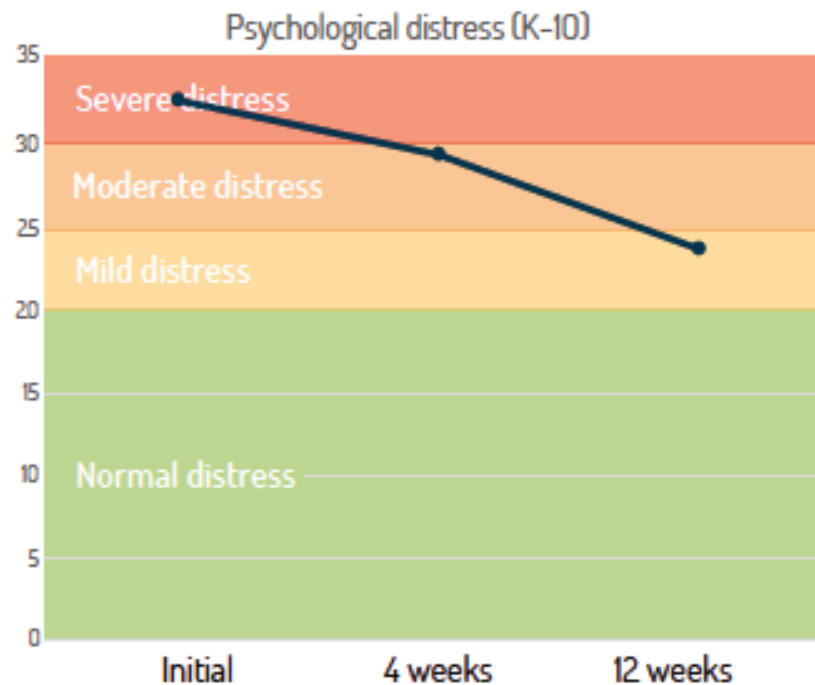 Psychological distress (K-10)
35
Severe distress
30
Moderate distress
25
Mild distress
20
15
Normal distress
10
5
0
Initial
4 weeks
12 weeks